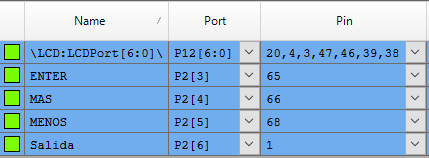 Name / Port Pin
\LCD:LCDPort[6:0]\ P12[6:0] 20,4,3,47,46,39,38
ENTER P2[3] 65
MAS P2[4] 66
MENOS P2[5] 68
Salida P2[6] 1